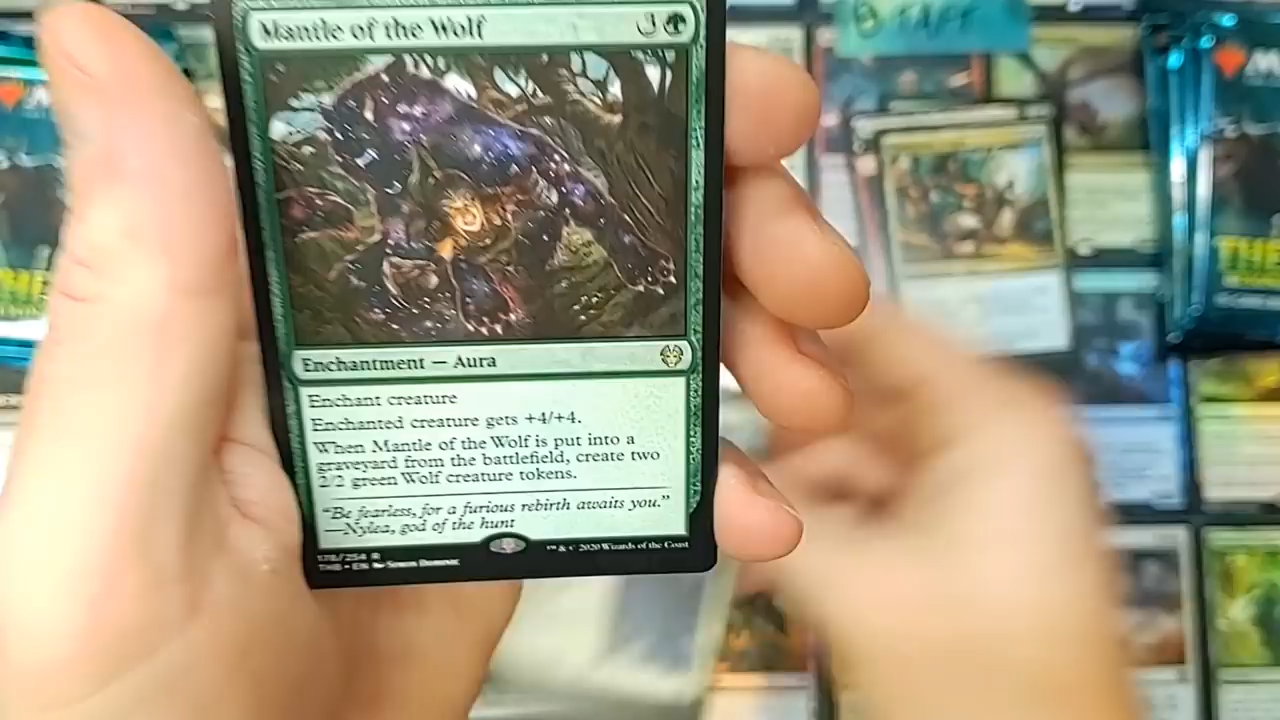 Mantle of the Wolf 3
Enchantment — Aura
Enchant creature
Enchanted creature gets +4/+4.
When Mantle of the Wolf is put into a
graveyard from the battlefield, create two
2/2 green Wolf creature tokens.
"Be fearless, for a furious rebirth awaits you."
—Nylea, god of the hunt
178/254 R
THB • EN Simon Dominic
™ & © 2020 Wizards of the Coast
THE